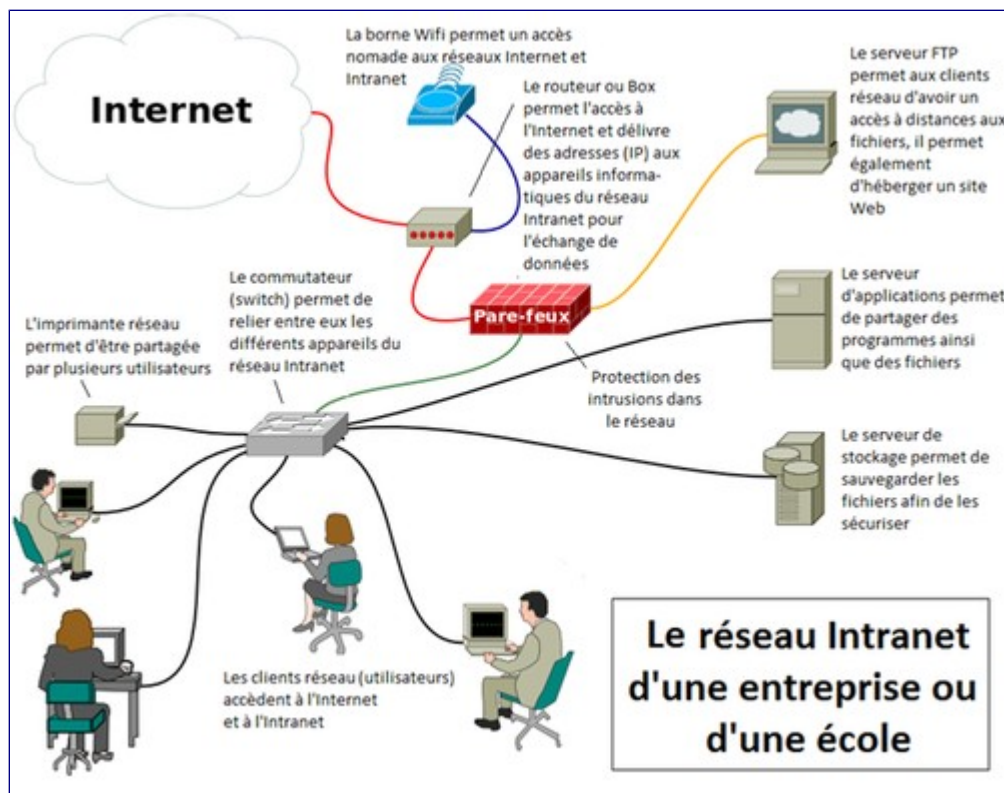 La borne Wifi permet un accès
nomade aux réseaux Internet et
Intranet
Internet
Le routeur ou Box
permet l'accès à
l'Internet et délivre
des adresses (IP) aux
appareils informa-
tiques du réseau
Intranet pour
l'échange de
données
Le serveur FTP
permet aux clients
réseau d'avoir un
accès à distances aux
fichiers, il permet
également
d'héberger un site
Web
Le commutateur
(switch) permet de
relier entre eux les
différents appareils du
réseau Intranet
L'imprimante réseau
permet d'être partagée
par plusieurs utilisateurs
Pare-feux
Protection des
intrusions dans
le réseau
Le serveur
d'applications permet
de partager des
programmes ainsi
que des fichiers
Le serveur de
stockage permet de
sauvegarder les
fichiers afin de les
sécuriser
Les clients réseau (utilisateurs)
accèdent à l'Internet
et à l'Intranet
Le réseau Intranet
d'une entreprise ou
d'une école